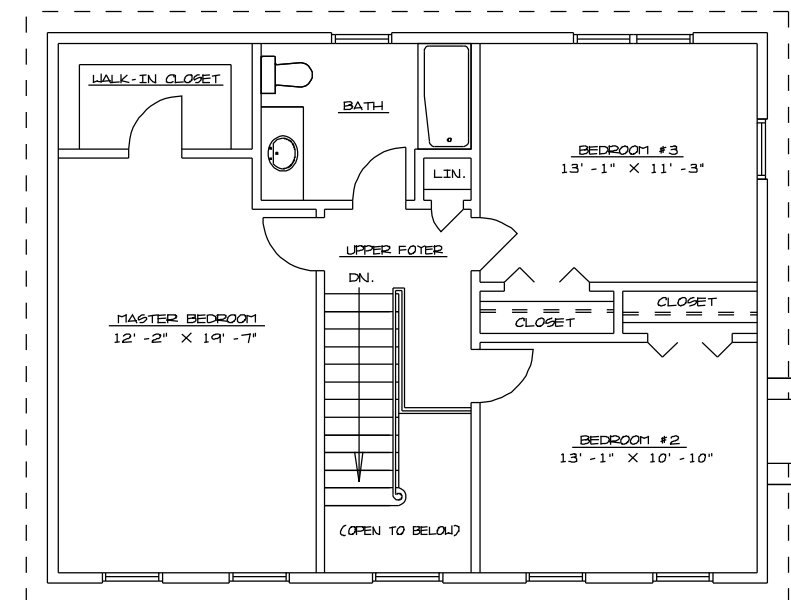 WALK-IN CLOSET
BATH
LIN.
BEDROOM #3
13' -1" X 11' -3"
UPPER FOYER
DN.
CLOSET
CLOSET
MASTER BEDROOM
12' -2" X 19' -7"
BEDROOM #2
13' -1" X 10' -10"
(OPEN TO BELOW)